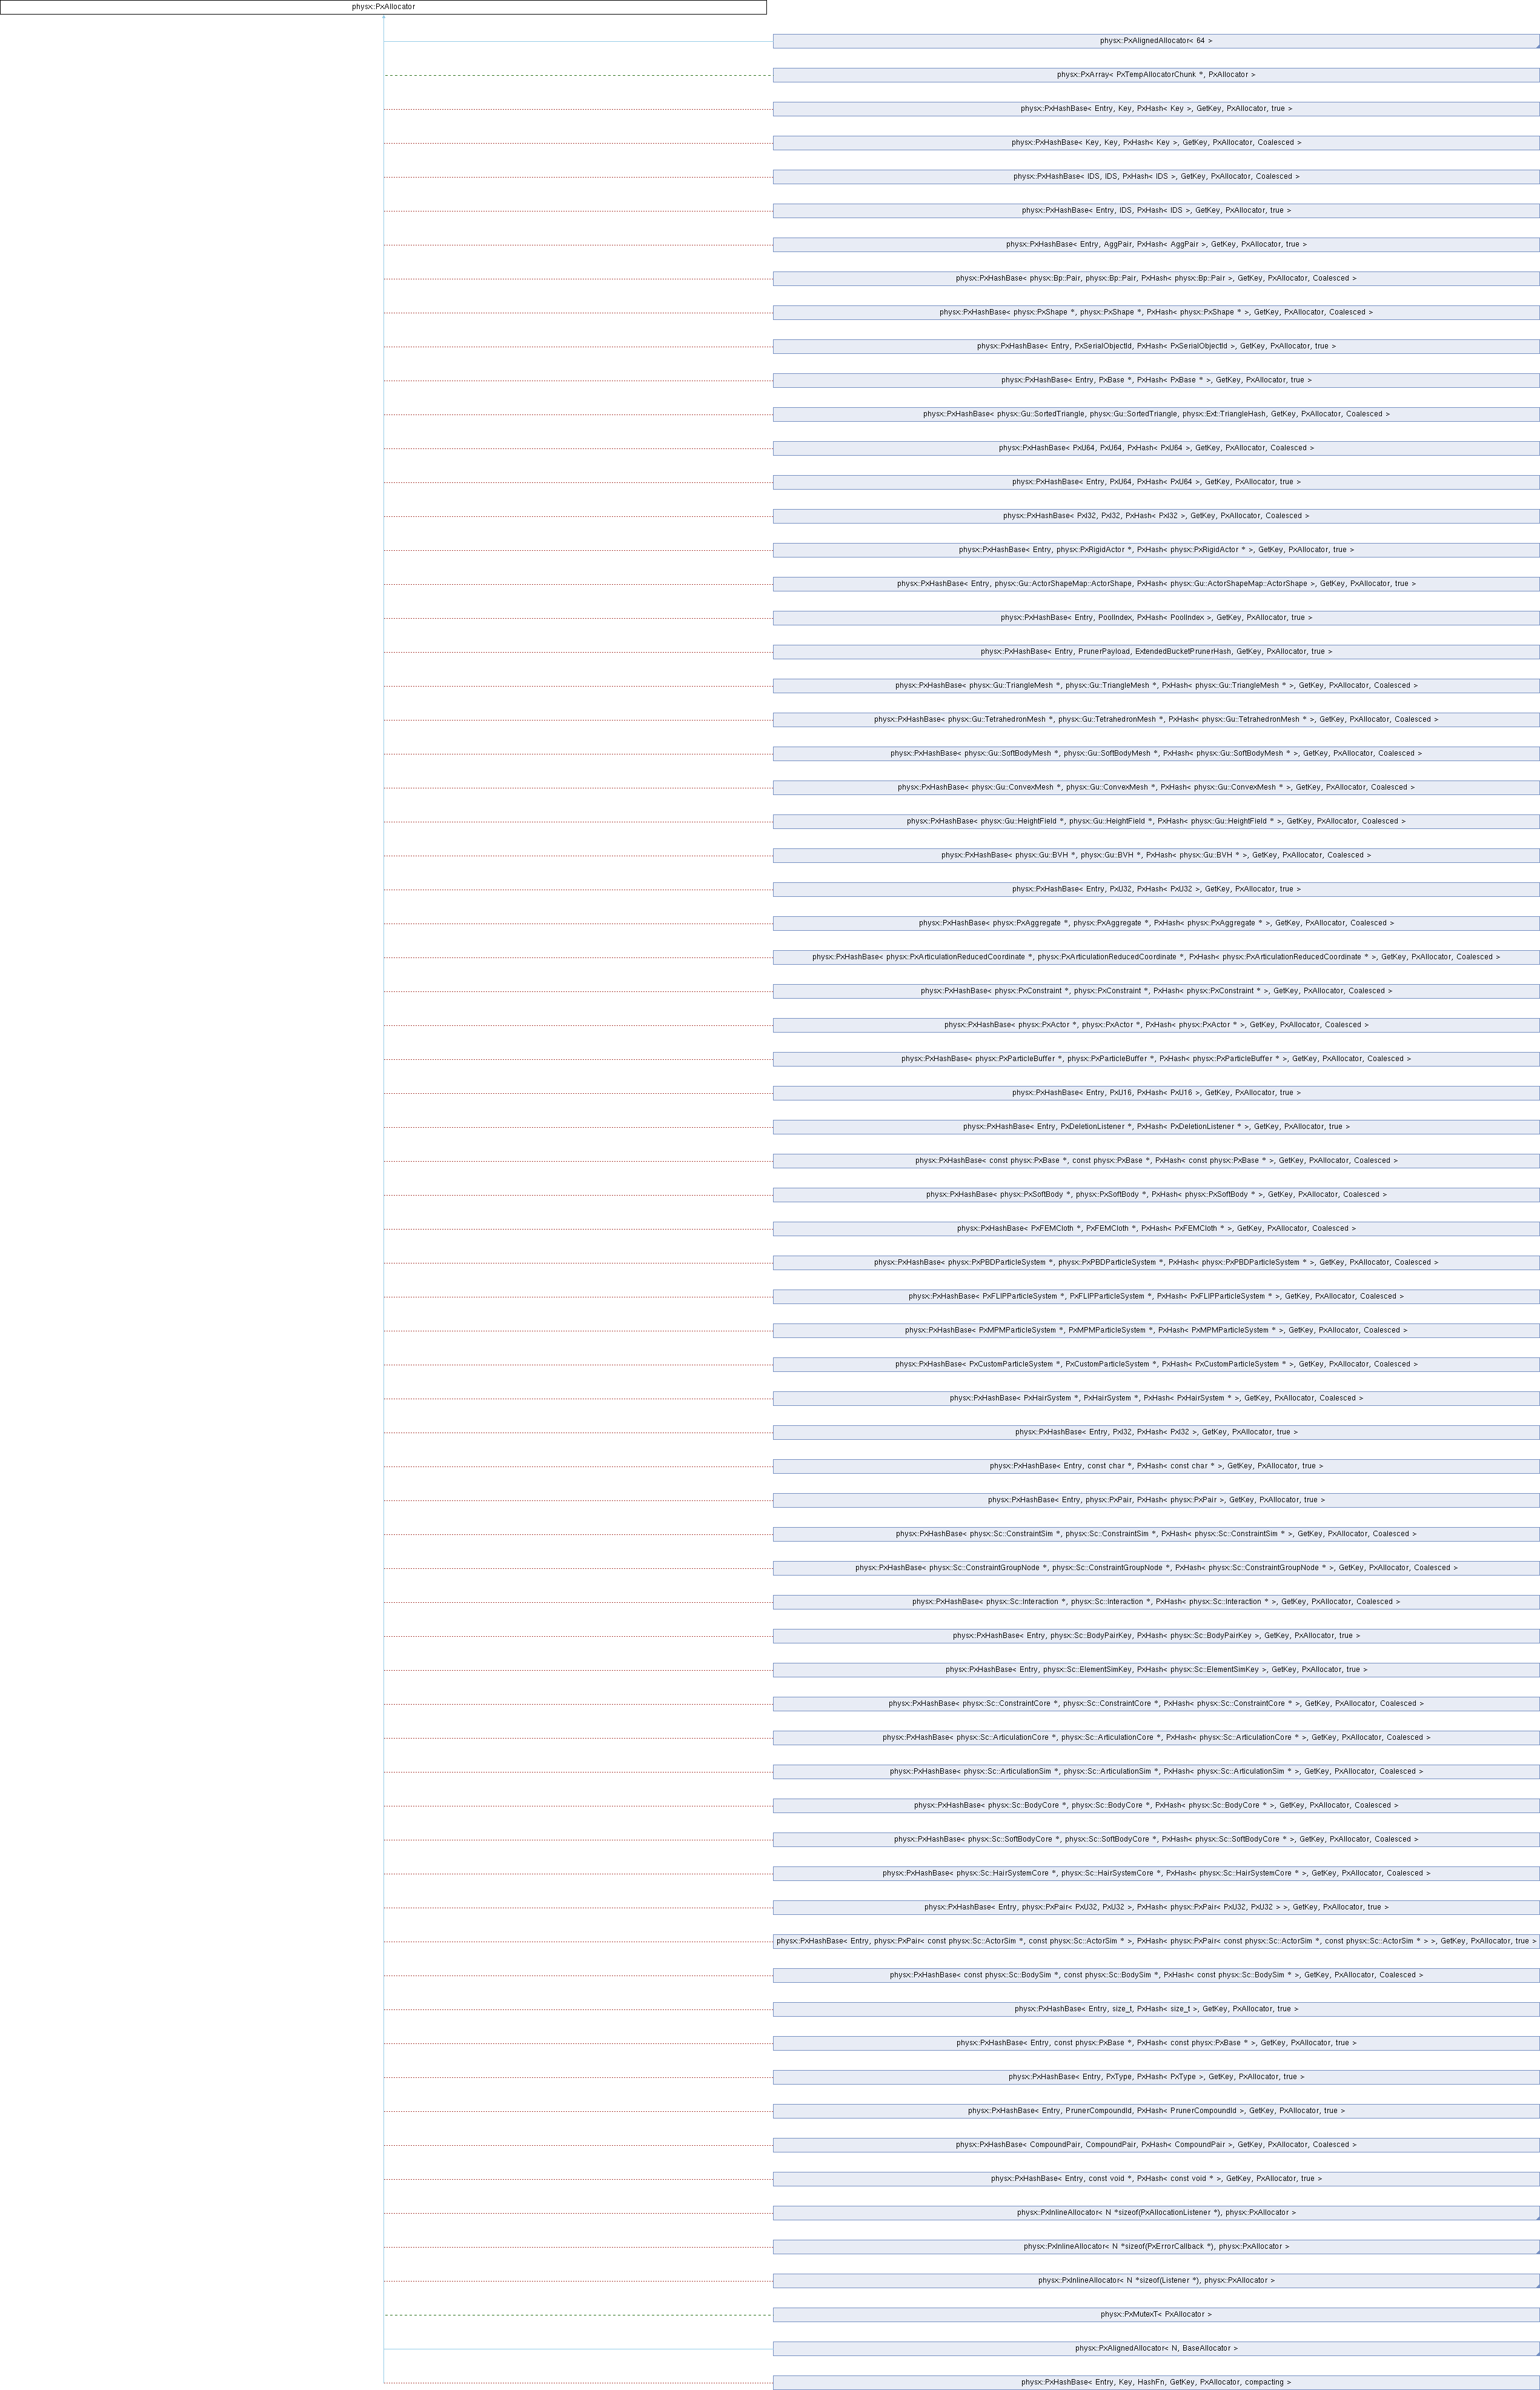 physx::PxAllocator
physx::PxAlignedAllocator< 64 >
physx::PxArray< PxTempAllocatorChunk *, PxAllocator >
physx::PxHashBase< Entry, Key, PxHash< Key >, GetKey, PxAllocator, true >
physx::PxHashBase< Key, Key, PxHash< Key >, GetKey, PxAllocator, Coalesced >
physx::PxHashBase< IDS, IDS, PxHash< IDS >, GetKey, PxAllocator, Coalesced >
physx::PxHashBase< Entry, IDS, PxHash< IDS >, GetKey, PxAllocator, true >
physx::PxHashBase< Entry, AggPair, PxHash< AggPair >, GetKey, PxAllocator, true >
physx::PxHashBase< physx::Bp::Pair, physx::Bp::Pair, PxHash< physx::Bp::Pair >, GetKey, PxAllocator, Coalesced >
physx::PxHashBase< physx::PxShape *, physx::PxShape *, PxHash< physx::PxShape * >, GetKey, PxAllocator, Coalesced >
physx::PxHashBase< Entry, PxSerialObjectId, PxHash< PxSerialObjectId >, GetKey, PxAllocator, true >
physx::PxHashBase< Entry, PxBase *, PxHash< PxBase * >, GetKey, PxAllocator, true >
physx::PxHashBase< physx::Gu::SortedTriangle, physx::Gu::SortedTriangle, physx::Ext::TriangleHash, GetKey, PxAllocator, Coalesced >
physx::PxHashBase< PxU64, PxU64, PxHash< PxU64 >, GetKey, PxAllocator, Coalesced >
physx::PxHashBase< Entry, PxU64, PxHash< PxU64 >, GetKey, PxAllocator, true >
physx::PxHashBase< PxI32, PxI32, PxHash< PxI32 >, GetKey, PxAllocator, Coalesced >
physx::PxHashBase< Entry, physx::PxRigidActor *, PxHash< physx::PxRigidActor * >, GetKey, PxAllocator, true >
physx::PxHashBase< Entry, physx::Gu::ActorShapeMap::ActorShape, PxHash< physx::Gu::ActorShapeMap::ActorShape >, GetKey, PxAllocator, true >
physx::PxHashBase< Entry, PoolIndex, PxHash< PoolIndex >, GetKey, PxAllocator, true >
physx::PxHashBase< Entry, PrunerPayload, ExtendedBucketPrunerHash, GetKey, PxAllocator, true >
physx::PxHashBase< physx::Gu::TriangleMesh *, physx::Gu::TriangleMesh *, PxHash< physx::Gu::TriangleMesh * >, GetKey, PxAllocator, Coalesced >
physx::PxHashBase< physx::Gu::TetrahedronMesh *, physx::Gu::TetrahedronMesh *, PxHash< physx::Gu::TetrahedronMesh * >, GetKey, PxAllocator, Coalesced >
physx::PxHashBase< physx::Gu::SoftBodyMesh *, physx::Gu::SoftBodyMesh *, PxHash< physx::Gu::SoftBodyMesh * >, GetKey, PxAllocator, Coalesced >
physx::PxHashBase< physx::Gu::ConvexMesh *, physx::Gu::ConvexMesh *, PxHash< physx::Gu::ConvexMesh * >, GetKey, PxAllocator, Coalesced >
physx::PxHashBase< physx::Gu::HeightField *, physx::Gu::HeightField *, PxHash< physx::Gu::HeightField * >, GetKey, PxAllocator, Coalesced >
physx::PxHashBase< physx::Gu::BVH *, physx::Gu::BVH *, PxHash< physx::Gu::BVH * >, GetKey, PxAllocator, Coalesced >
physx::PxHashBase< Entry, PxU32, PxHash< PxU32 >, GetKey, PxAllocator, true >
physx::PxHashBase< physx::PxAggregate *, physx::PxAggregate *, PxHash< physx::PxAggregate * >, GetKey, PxAllocator, Coalesced >
physx::PxHashBase< physx::PxArticulationReducedCoordinate *, physx::PxArticulationReducedCoordinate *, PxHash< physx::PxArticulationReducedCoordinate * >, GetKey, PxAllocator, Coalesced >
physx::PxHashBase< physx::PxConstraint *, physx::PxConstraint *, PxHash< physx::PxConstraint * >, GetKey, PxAllocator, Coalesced >
physx::PxHashBase< physx::PxActor *, physx::PxActor *, PxHash< physx::PxActor * >, GetKey, PxAllocator, Coalesced >
physx::PxHashBase< physx::PxParticleBuffer *, physx::PxParticleBuffer *, PxHash< physx::PxParticleBuffer * >, GetKey, PxAllocator, Coalesced >
physx::PxHashBase< Entry, PxU16, PxHash< PxU16 >, GetKey, PxAllocator, true >
physx::PxHashBase< Entry, PxDeletionListener *, PxHash< PxDeletionListener * >, GetKey, PxAllocator, true >
physx::PxHashBase< const physx::PxBase *, const physx::PxBase *, PxHash< const physx::PxBase * >, GetKey, PxAllocator, Coalesced >
physx::PxHashBase< physx::PxSoftBody *, physx::PxSoftBody *, PxHash< physx::PxSoftBody * >, GetKey, PxAllocator, Coalesced >
physx::PxHashBase< PxFEMCloth *, PxFEMCloth *, PxHash< PxFEMCloth * >, GetKey, PxAllocator, Coalesced >
physx::PxHashBase< physx::PxPBDParticleSystem *, physx::PxPBDParticleSystem *, PxHash< physx::PxPBDParticleSystem * >, GetKey, PxAllocator, Coalesced >
physx::PxHashBase< PxFLIPParticleSystem *, PxFLIPParticleSystem *, PxHash< PxFLIPParticleSystem * >, GetKey, PxAllocator, Coalesced >
physx::PxHashBase< PxMPMParticleSystem *, PxMPMParticleSystem *, PxHash< PxMPMParticleSystem * >, GetKey, PxAllocator, Coalesced >
physx::PxHashBase< PxCustomParticleSystem *, PxCustomParticleSystem *, PxHash< PxCustomParticleSystem * >, GetKey, PxAllocator, Coalesced >
physx::PxHashBase< PxHairSystem *, PxHairSystem *, PxHash< PxHairSystem * >, GetKey, PxAllocator, Coalesced >
physx::PxHashBase< Entry, PxI32, PxHash< PxI32 >, GetKey, PxAllocator, true >
physx::PxHashBase< Entry, const char *, PxHash< const char * >, GetKey, PxAllocator, true >
physx::PxHashBase< Entry, physx::PxPair, PxHash< physx::PxPair >, GetKey, PxAllocator, true >
physx::PxHashBase< physx::Sc::ConstraintSim *, physx::Sc::ConstraintSim *, PxHash< physx::Sc::ConstraintSim * >, GetKey, PxAllocator, Coalesced >
physx::PxHashBase< physx::Sc::ConstraintGroupNode *, physx::Sc::ConstraintGroupNode *, PxHash< physx::Sc::ConstraintGroupNode * >, GetKey, PxAllocator, Coalesced >
physx::PxHashBase< physx::Sc::Interaction *, physx::Sc::Interaction *, PxHash< physx::Sc::Interaction * >, GetKey, PxAllocator, Coalesced >
physx::PxHashBase< Entry, physx::Sc::BodyPairKey, PxHash< physx::Sc::BodyPairKey >, GetKey, PxAllocator, true >
physx::PxHashBase< Entry, physx::Sc::ElementSimKey, PxHash< physx::Sc::ElementSimKey >, GetKey, PxAllocator, true >
physx::PxHashBase< physx::Sc::ConstraintCore *, physx::Sc::ConstraintCore *, PxHash< physx::Sc::ConstraintCore * >, GetKey, PxAllocator, Coalesced >
physx::PxHashBase< physx::Sc::ArticulationCore *, physx::Sc::ArticulationCore *, PxHash< physx::Sc::ArticulationCore * >, GetKey, PxAllocator, Coalesced >
physx::PxHashBase< physx::Sc::ArticulationSim *, physx::Sc::ArticulationSim *, PxHash< physx::Sc::ArticulationSim * >, GetKey, PxAllocator, Coalesced >
physx::PxHashBase< physx::Sc::BodyCore *, physx::Sc::BodyCore *, PxHash< physx::Sc::BodyCore * >, GetKey, PxAllocator, Coalesced >
physx::PxHashBase< physx::Sc::SoftBodyCore *, physx::Sc::SoftBodyCore *, PxHash< physx::Sc::SoftBodyCore * >, GetKey, PxAllocator, Coalesced >
physx::PxHashBase< physx::Sc::HairSystemCore *, physx::Sc::HairSystemCore *, PxHash< physx::Sc::HairSystemCore * >, GetKey, PxAllocator, Coalesced >
physx::PxHashBase< Entry, physx::PxPair< PxU32, PxU32 >, PxHash< physx::PxPair< PxU32, PxU32 > >, GetKey, PxAllocator, true >
physx::PxHashBase< Entry, physx::PxPair< const physx::Sc::ActorSim *, const physx::Sc::ActorSim * >, PxHash< physx::PxPair< const physx::Sc::ActorSim *, const physx::Sc::ActorSim * > >, GetKey, PxAllocator, true >
physx::PxHashBase< const physx::Sc::BodySim *, const physx::Sc::BodySim *, PxHash< const physx::Sc::BodySim * >, GetKey, PxAllocator, Coalesced >
physx::PxHashBase< Entry, size_t, PxHash< size_t >, GetKey, PxAllocator, true >
physx::PxHashBase< Entry, const physx::PxBase *, PxHash< const physx::PxBase * >, GetKey, PxAllocator, true >
physx::PxHashBase< Entry, PxType, PxHash< PxType >, GetKey, PxAllocator, true >
physx::PxHashBase< Entry, PrunerCompoundId, PxHash< PrunerCompoundId >, GetKey, PxAllocator, true >
physx::PxHashBase< CompoundPair, CompoundPair, PxHash< CompoundPair >, GetKey, PxAllocator, Coalesced >
physx::PxHashBase< Entry, const void *, PxHash< const void * >, GetKey, PxAllocator, true >
physx::PxInlineAllocator< N *sizeof(PxAllocationListener *), physx::PxAllocator >
physx::PxInlineAllocator< N *sizeof(PxErrorCallback *), physx::PxAllocator >
physx::PxInlineAllocator< N *sizeof(Listener *), physx::PxAllocator >
physx::PxMutexT< PxAllocator >
physx::PxAlignedAllocator< N, BaseAllocator >
physx::PxHashBase< Entry, Key, HashFn, GetKey, PxAllocator, compacting >